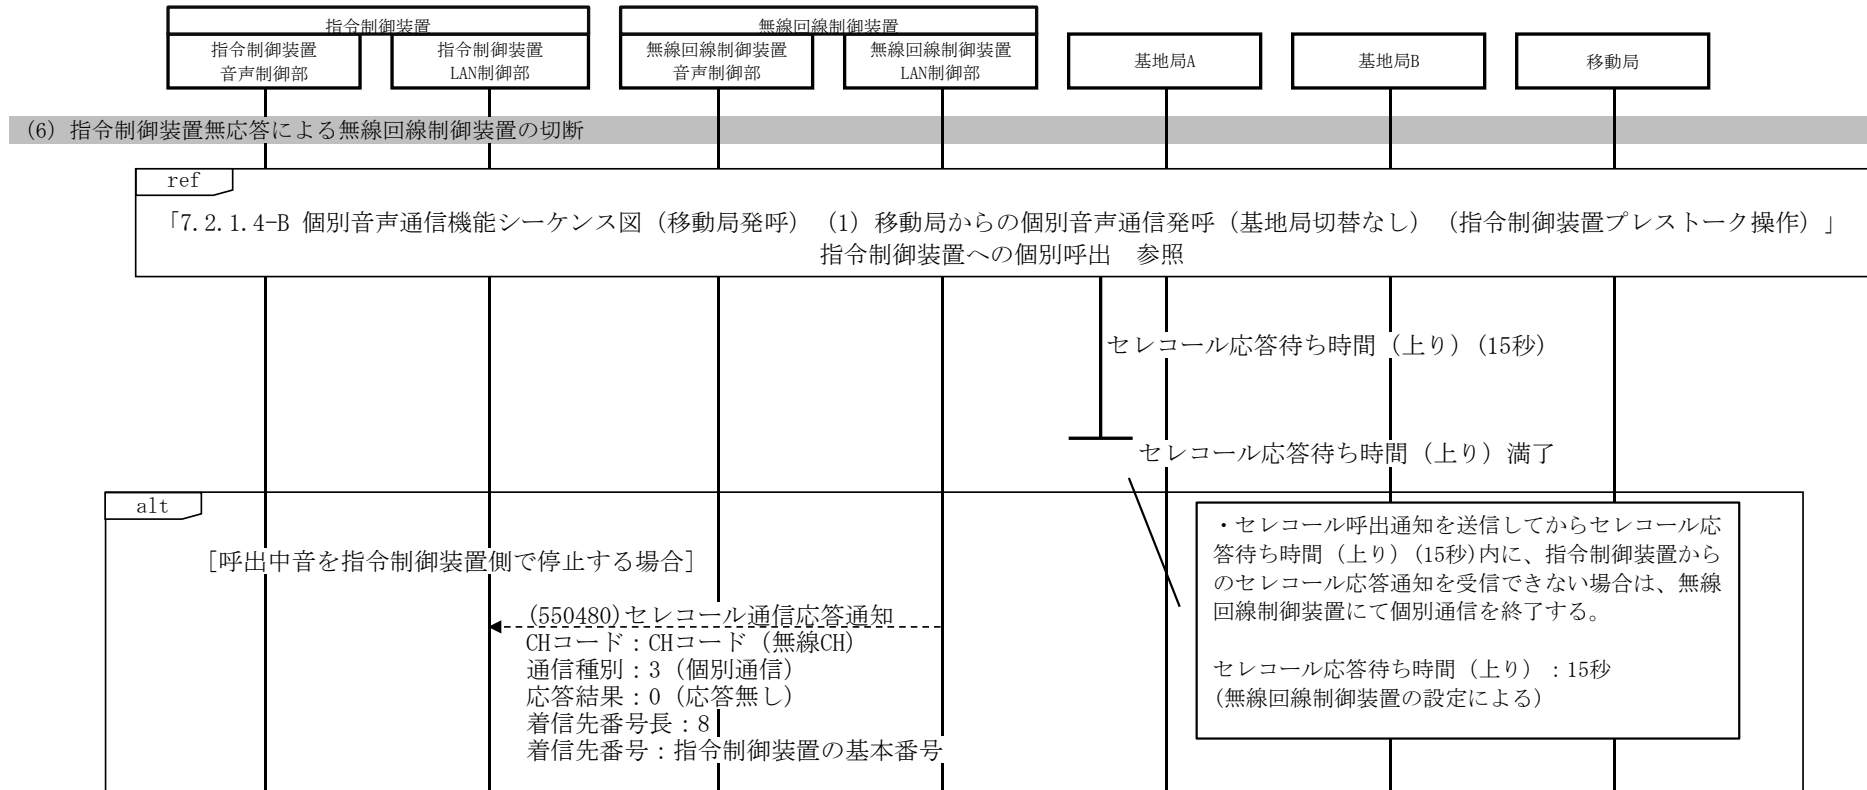 指令制御装置
無線回線制御装置
指令制御装置
音声制御部
指令制御装置
LAN制御部
無線回線制御装置
音声制御部
無線回線制御装置
LAN制御部
基地局A
基地局B
移動局
(6) 指令制御装置無応答による無線回線制御装置の切断
ref
「7.2.1.4-B 個別音声通信機能シーケンス図（移動局発呼）（1）移動局からの個別音声通信発呼（基地局切替なし）（指令制御装置プレストーク操作）」
指令制御装置への個別呼出　参照
セレコール応答待ち時間（上り）(15秒)
セレコール応答待ち時間（上り）満了
alt
[呼出中音を指令制御装置側で停止する場合]
(550480)セレコール通信応答通知
CHコード：CHコード（無線CH）
通信種別：3（個別通信）
応答結果：0（応答無し）
着信先番号長：8
着信先番号：指令制御装置の基本番号
・セレコール呼出通知を送信してからセレコール応
答待ち時間（上り）(15秒)内に、指令制御装置から
のセレコール応答通知を受信できない場合は、無線
回線制御装置にて個別通信を終了する。
セレコール応答待ち時間（上り）：15秒
(無線回線制御装置の設定による)